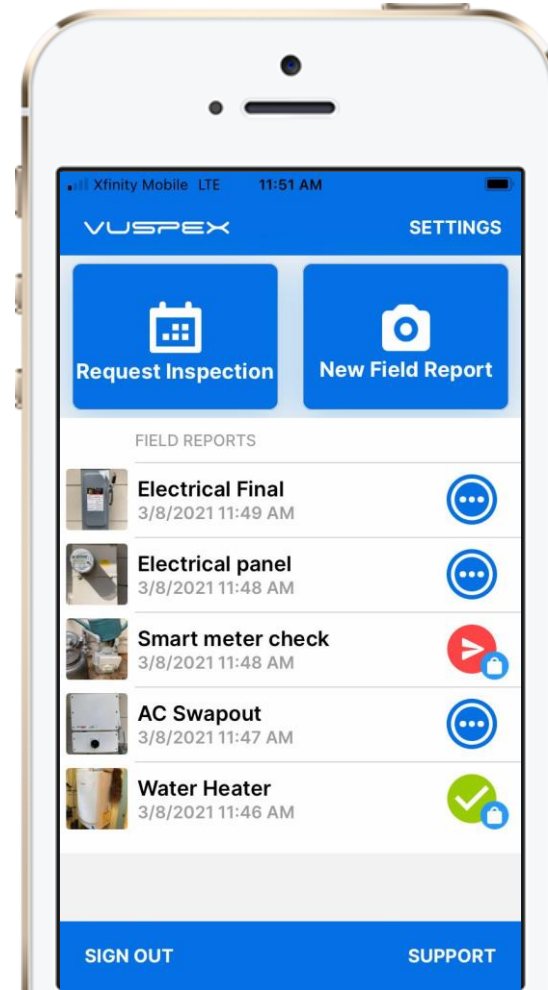 Xfinity Mobile LTE 11:51 AM
VUSPEX SETTINGS
Request Inspection New Field Report
FIELD REPORTS
Electrical Final
3/8/2021 11:49 AM
Electrical panel
3/8/2021 11:48 AM
Smart meter check
3/8/2021 11:48 AM
AC Swapout
3/8/2021 11:47 AM
Water Heater
3/8/2021 11:46 AM
SIGN OUT SUPPORT